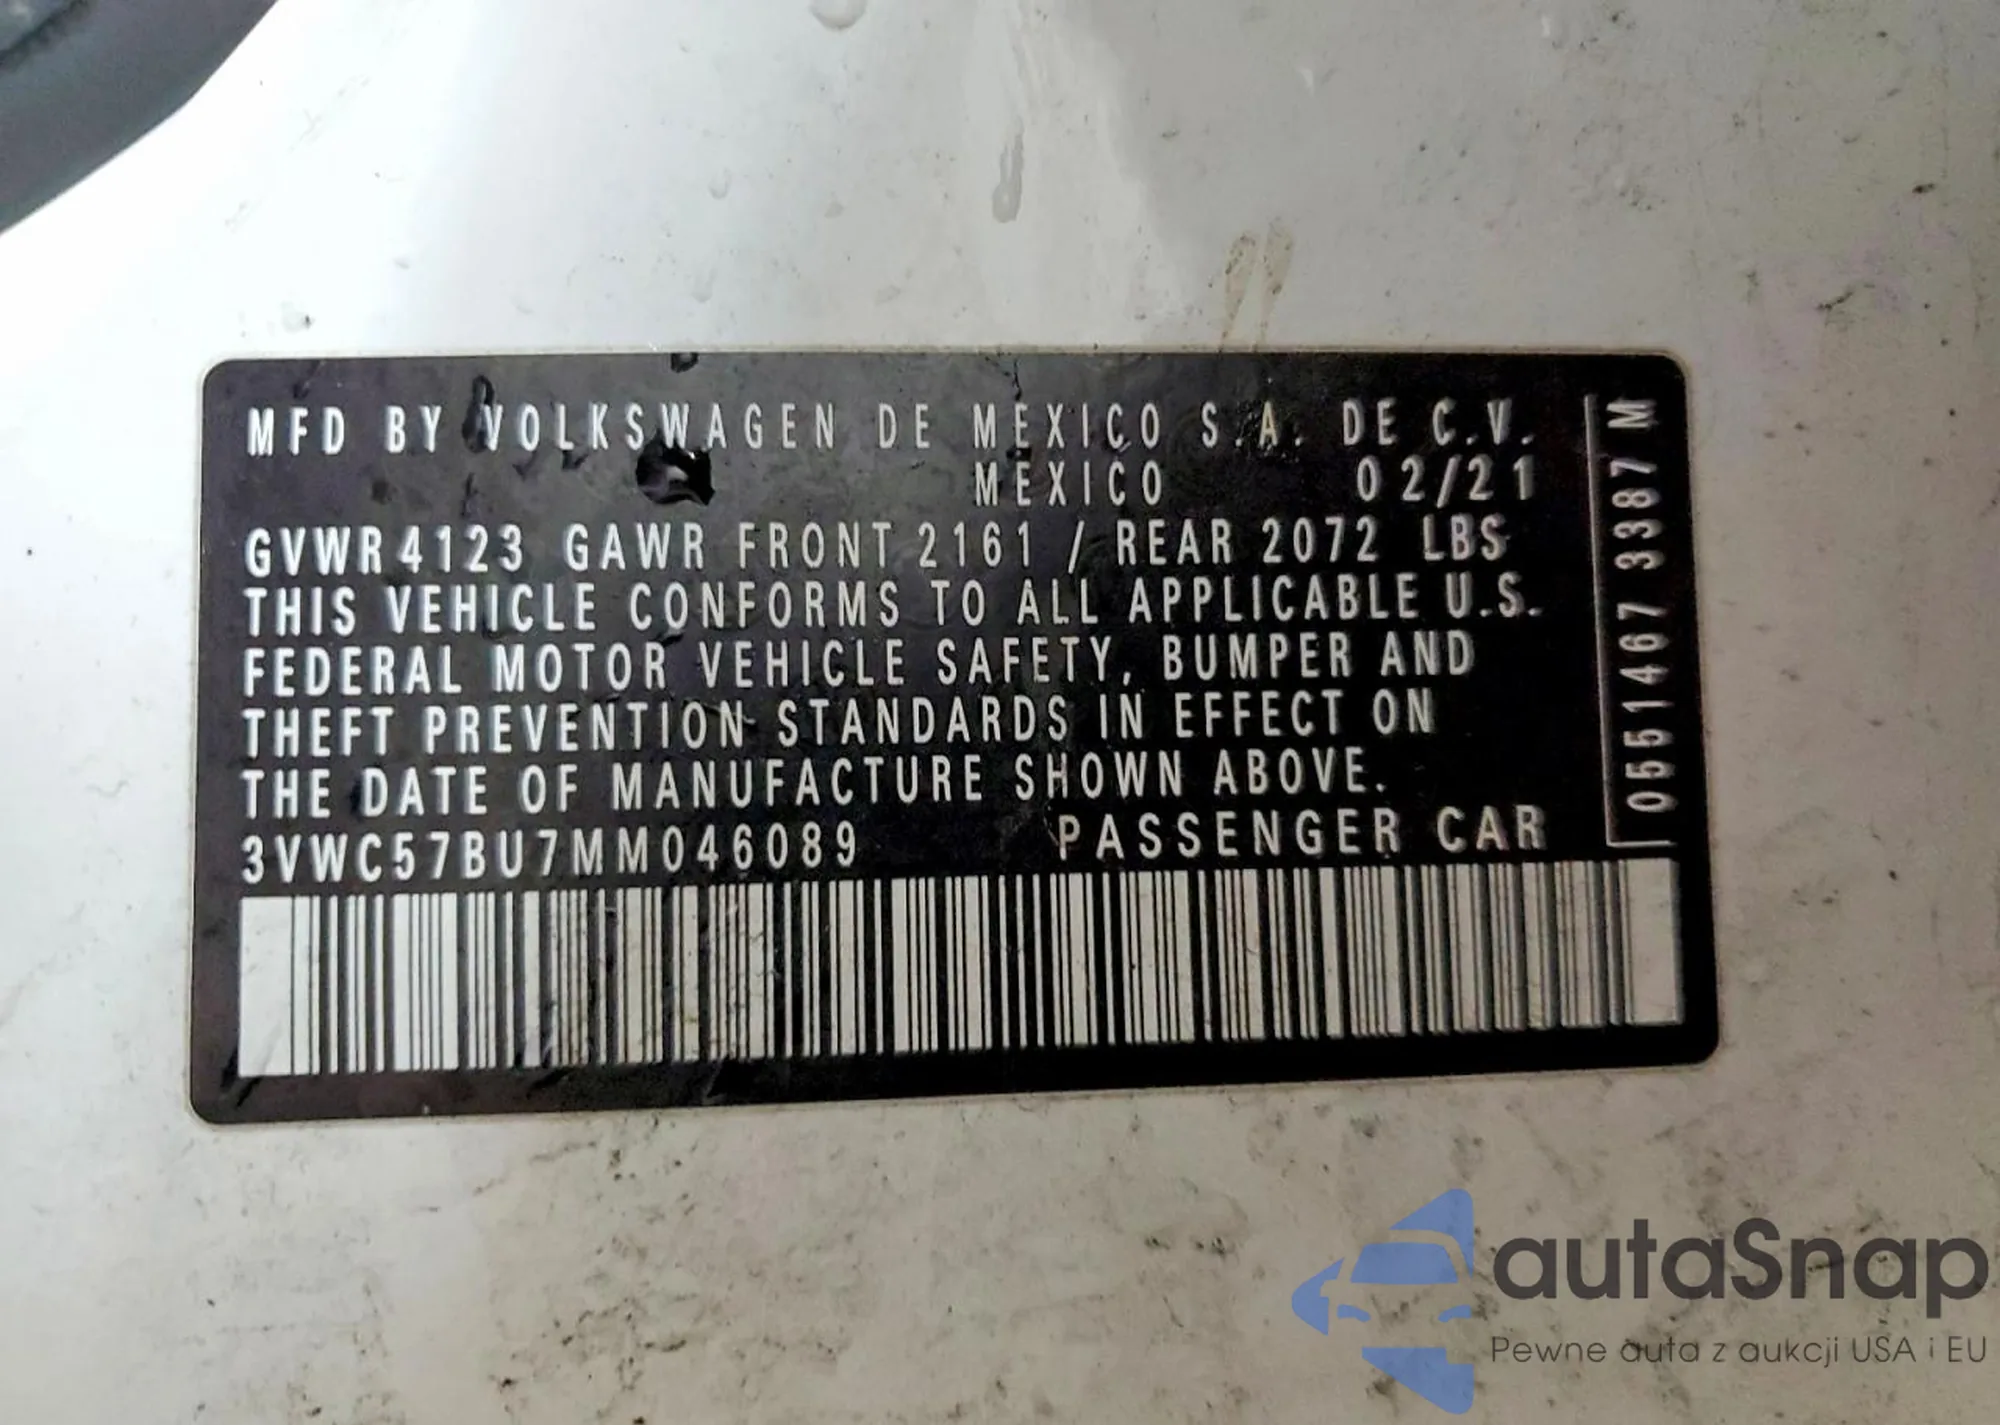 MFD BY VOLKSWAGEN DE MEXICO S.A. DE C.V.
MEXICO 02/21
GVWR 4123 GAWR FRONT 2161 / REAR 2072 LBS
THIS VEHICLE CONFORMS TO ALL APPLICABLE U.S.
FEDERAL MOTOR VEHICLE SAFETY, BUMPER AND
THEFT PREVENTION STANDARDS IN EFFECT ON
THE DATE OF MANUFACTURE SHOWN ABOVE.
3VWC57BU7MM046089 PASSENGER CAR
0551467 3387 M
autaSnap
Pewne auta z aukcji USA i EU